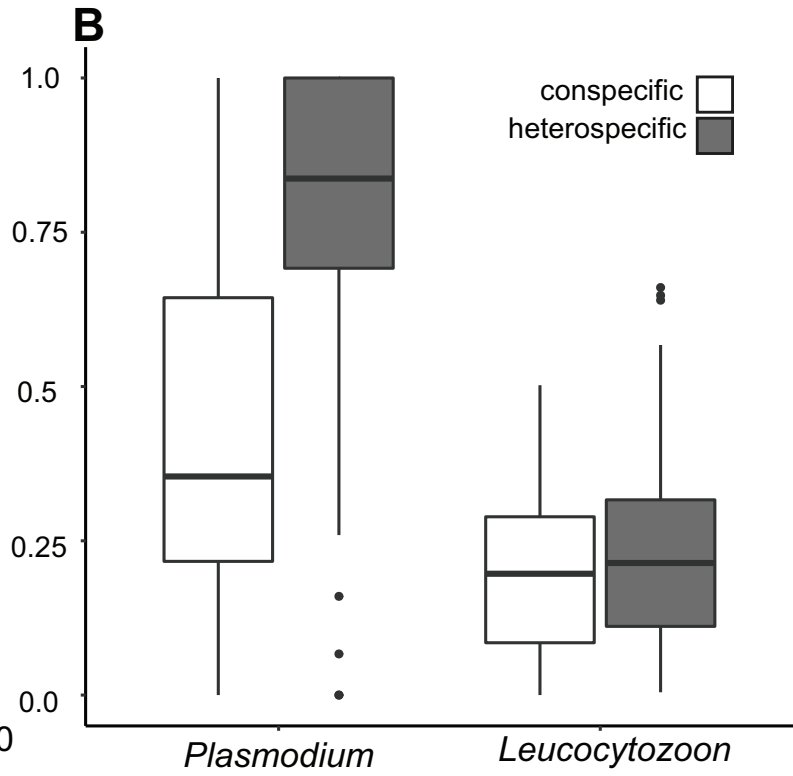 B
1.0
conspecific
heterospecific
0.75
0.5
0.25
0.0
0
Plasmodium
Leucocytozoon